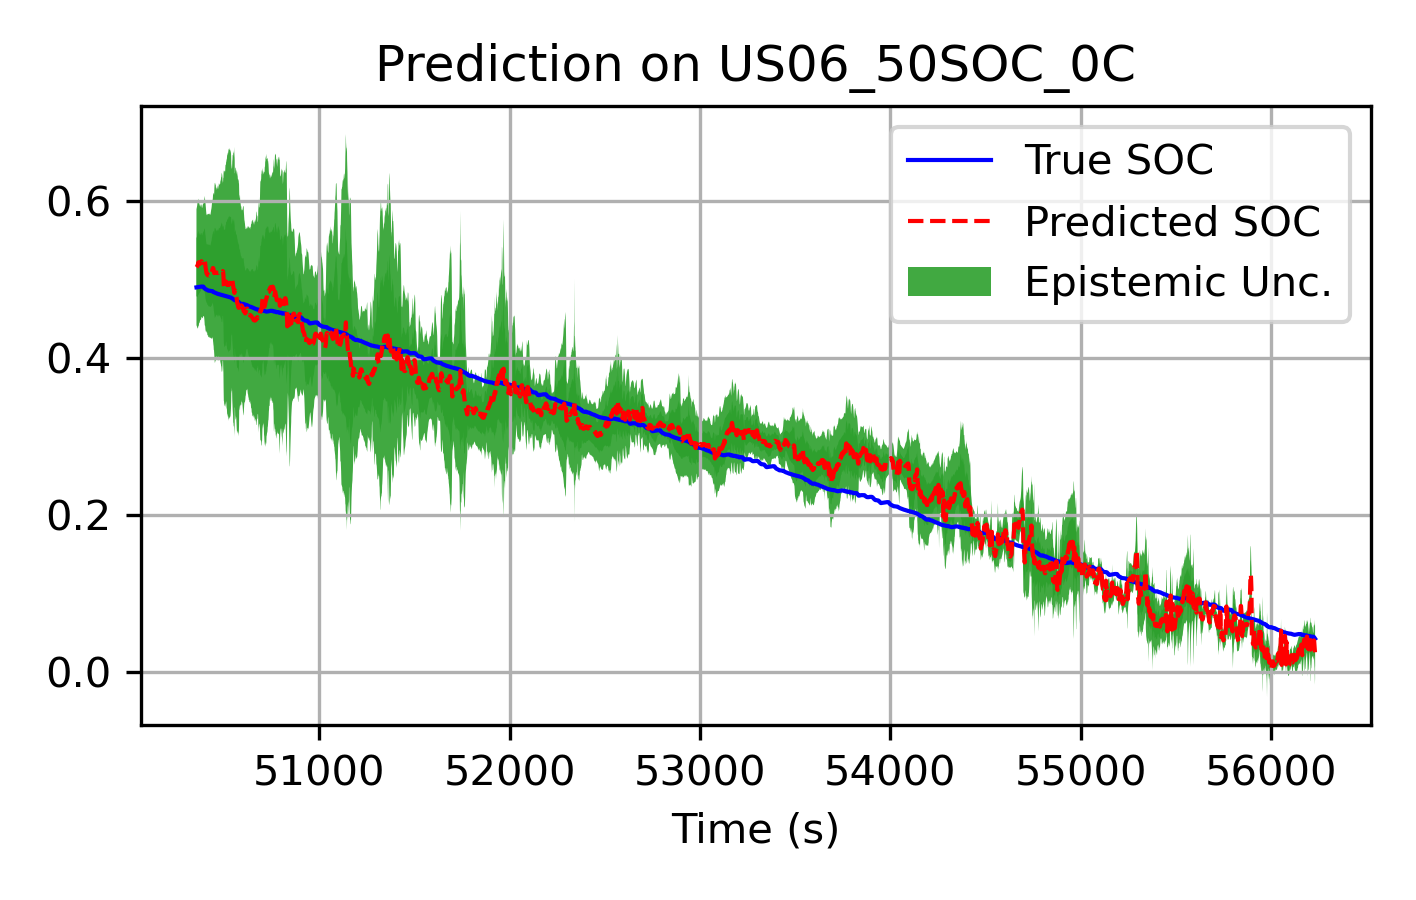 Prediction on US06_50SOC_0C
True SOC
Predicted SOC
Epistemic Unc.
0.6
0.4
0.2
0.0
51000 52000 53000 54000 55000 56000
Time (s)